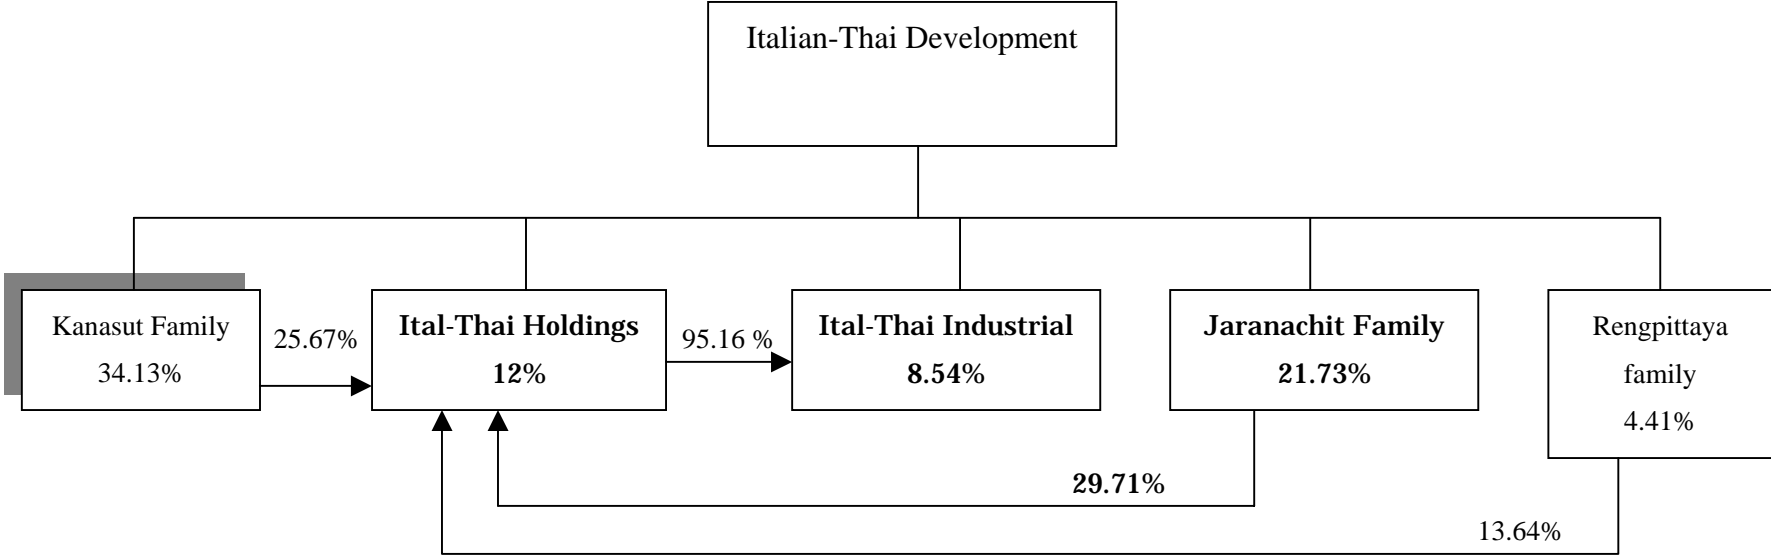 Italian-Thai Development
Kanasut Family
34.13%
25.67%
Ital-Thai Holdings
12%
95.16 %
Ital-Thai Industrial
8.54%
Jaranachit Family
21.73%
Rengpittaya
family
4.41%
29.71%
13.64%